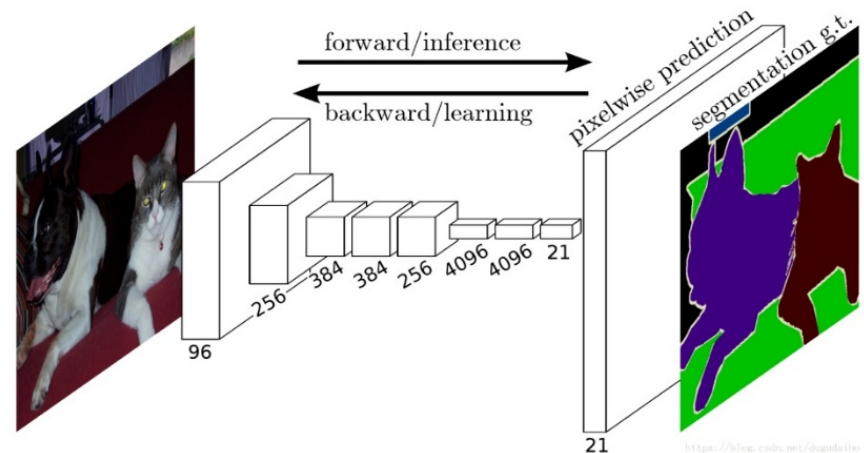 forward/inference
backward/learning
pixelwise prediction
segmentation g.t.
96
256
384
384
256
4096
4096
21
21
https://blog.csdn.net/dugudaibo